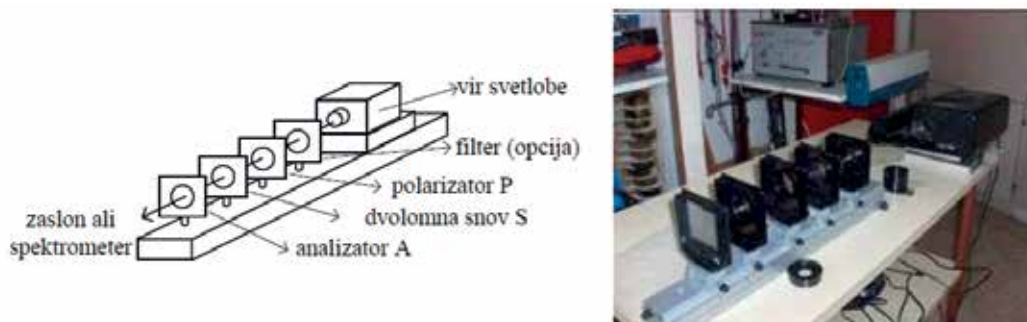 vir svetlobe
filter (opcija)
polarizator P
dvolomna snov S
zaslon ali
spektrometer
analizator A